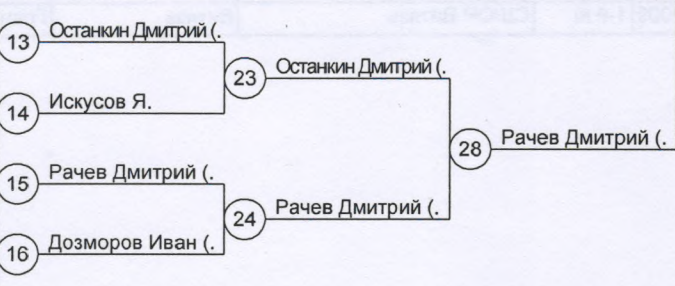 13 Останкин Дмитрий (.
14 Искусов Я.
23 Останкин Дмитрий (.
28 Рачев Дмитрий (.
15 Рачев Дмитрий (.
24 Рачев Дмитрий (.
16 Дозморов Иван (.